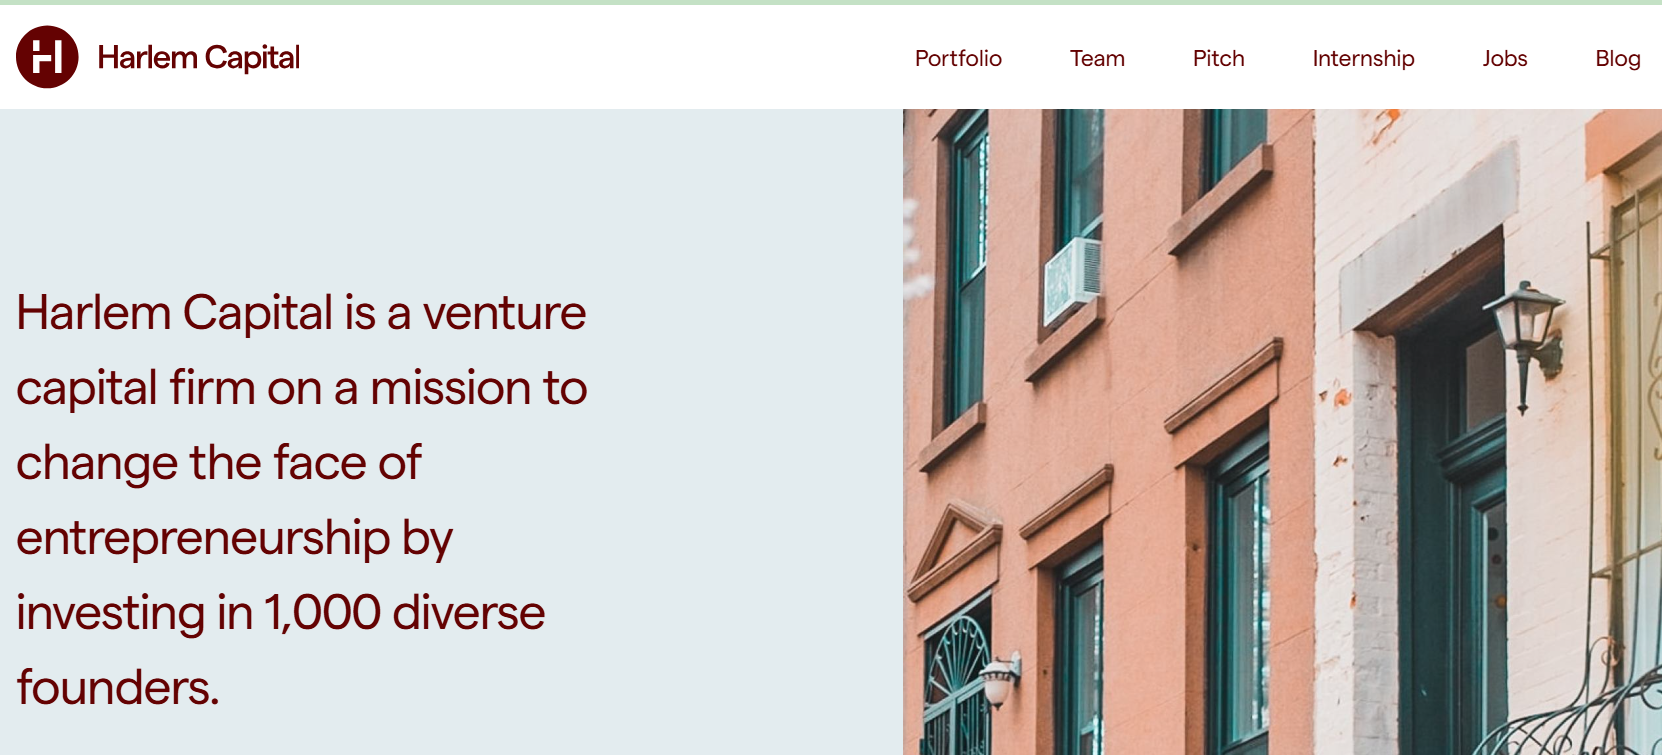 Harlem Capital
Portfolio Team Pitch Internship Jobs Blog
Harlem Capital is a venture
capital firm on a mission to
change the face of
entrepreneurship by
investing in 1,000 diverse
founders.